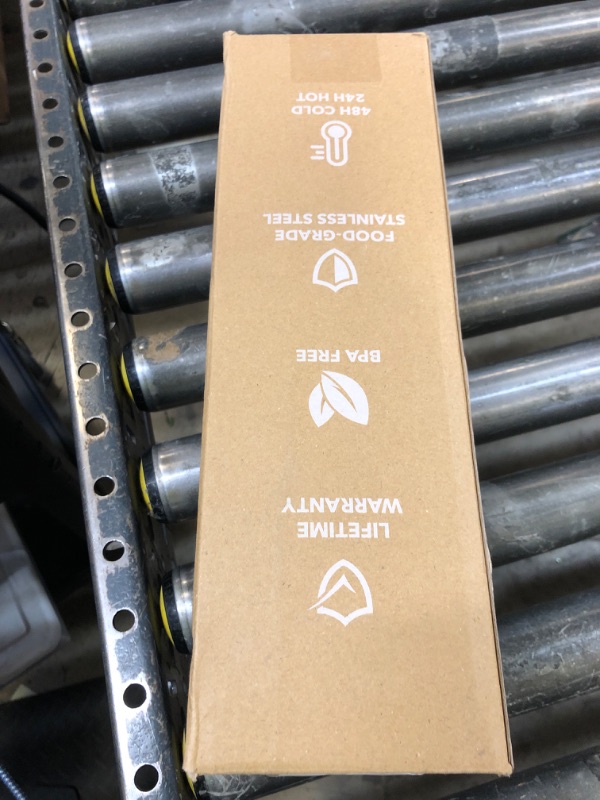 LIFETIME
WARRANTY
BPA FREE
FOOD-GRADE
STAINLESS STEEL
48H COLD
24H HOT